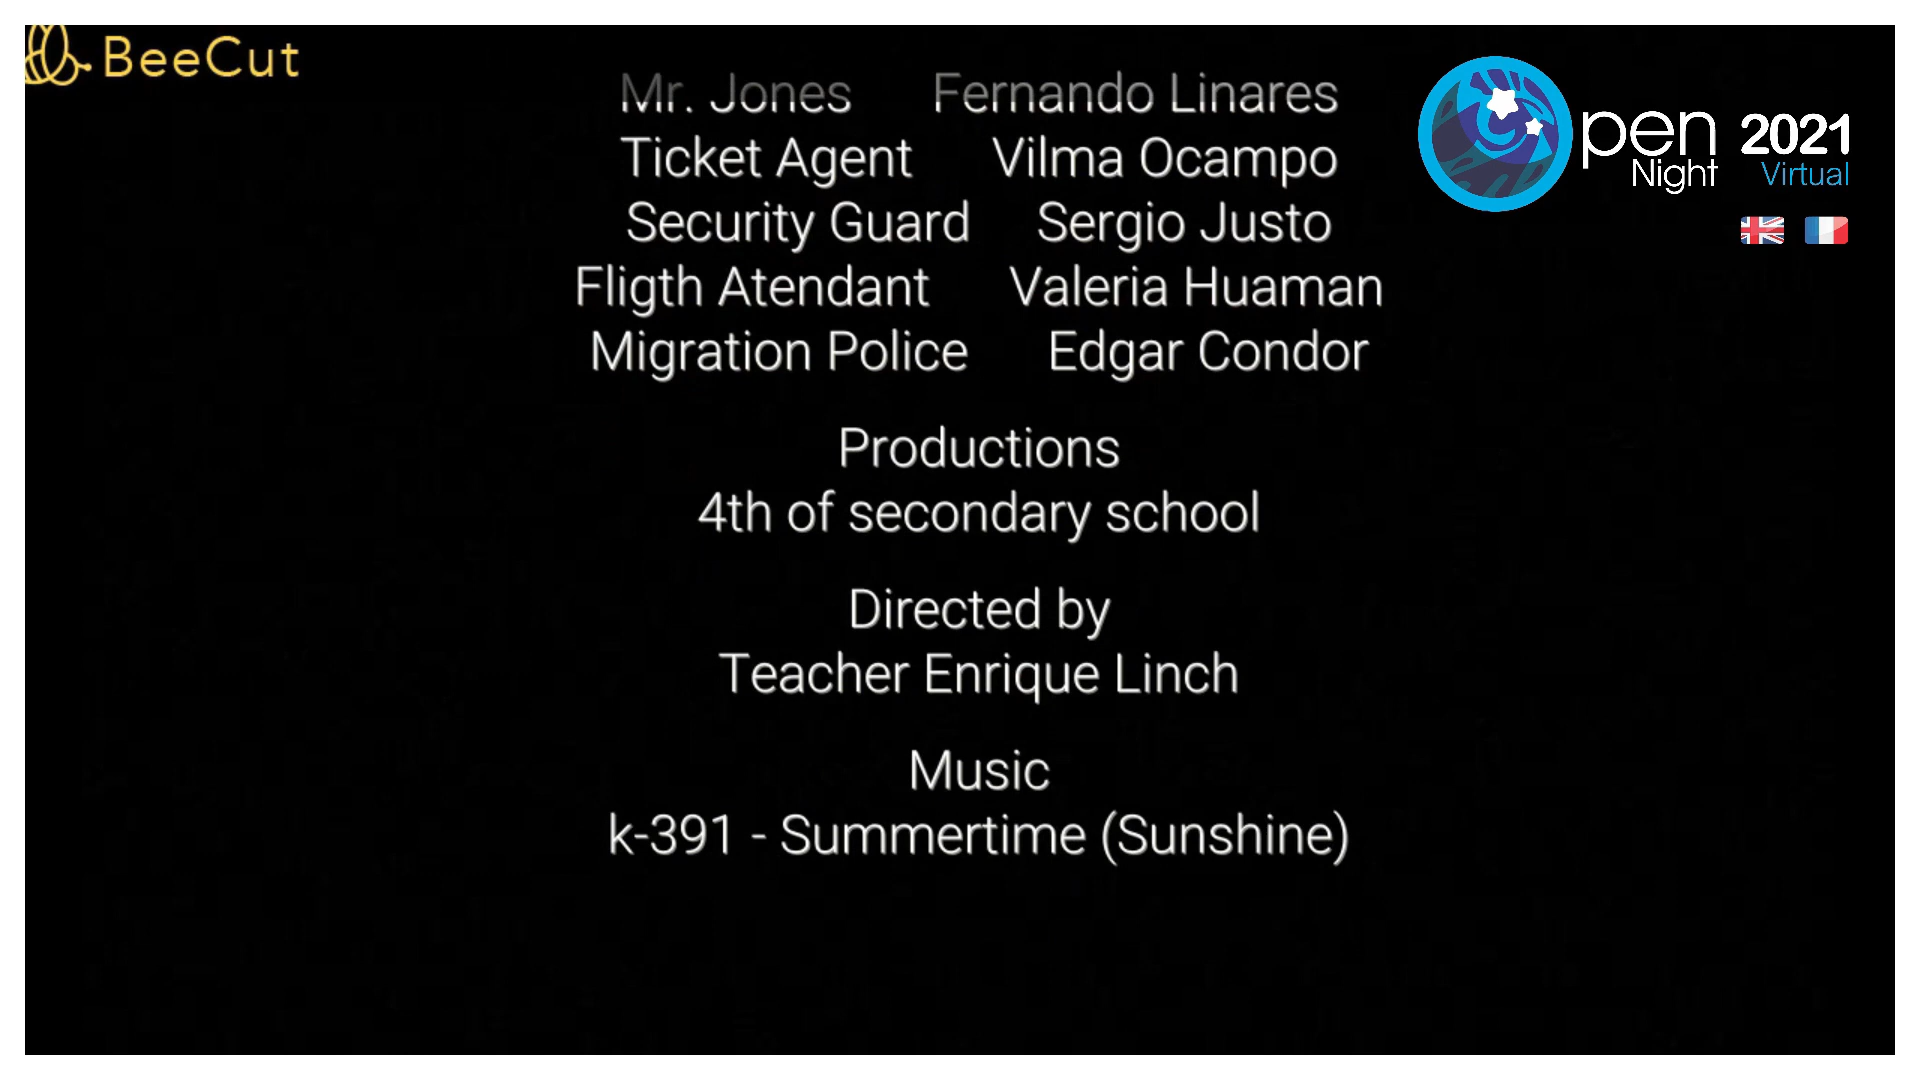 BeeCut
Mr. Jones Fernando Linares
Ticket Agent Vilma Ocampo
Security Guard Sergio Justo
Fligth Atendant Valeria Huaman
Migration Police Edgar Condor
Productions
4th of secondary school
Directed by
Teacher Enrique Linch
Music
k-391 - Summertime (Sunshine)
Open Night 2021
Virtual